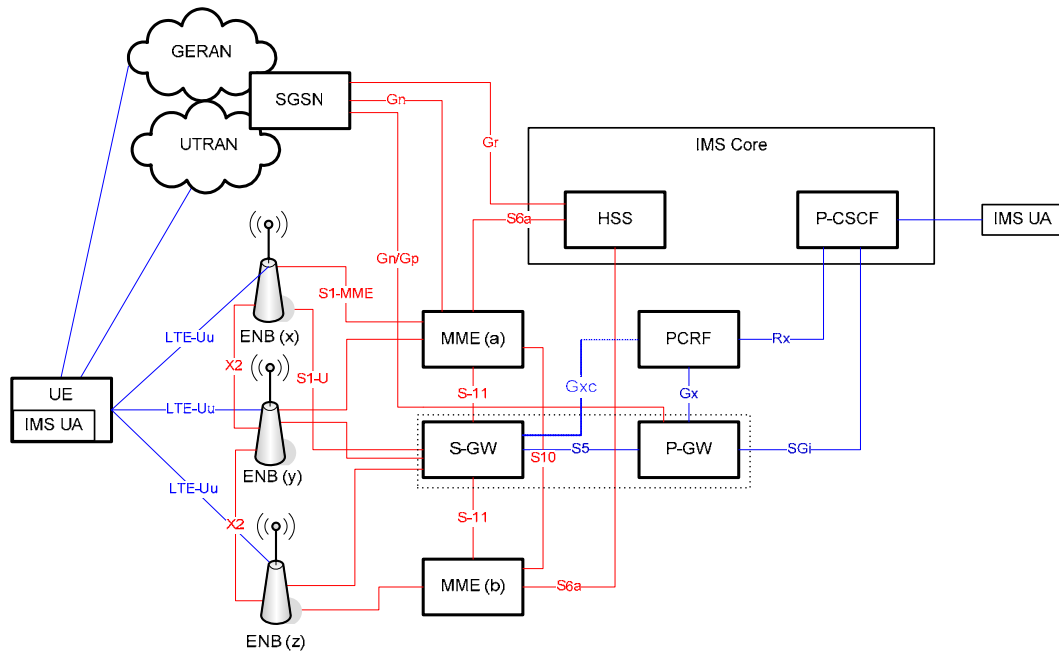 GERAN
SGSN
Gn
UTRAN
Gr
IMS Core
HSS
P-CSCF
IMS UA
S6a
Gn/Gp
S1-MME
ENB (x)
LTE-Uu
MME (a)
PCRF
Rx
X2
S1-U
Gxc
Gx
UE
IMS UA
LTE-Uu
S-11
S-GW
S5
P-GW
SGi
S10
ENB (y)
LTE-Uu
X2
S-11
MME (b)
S6a
ENB (z)